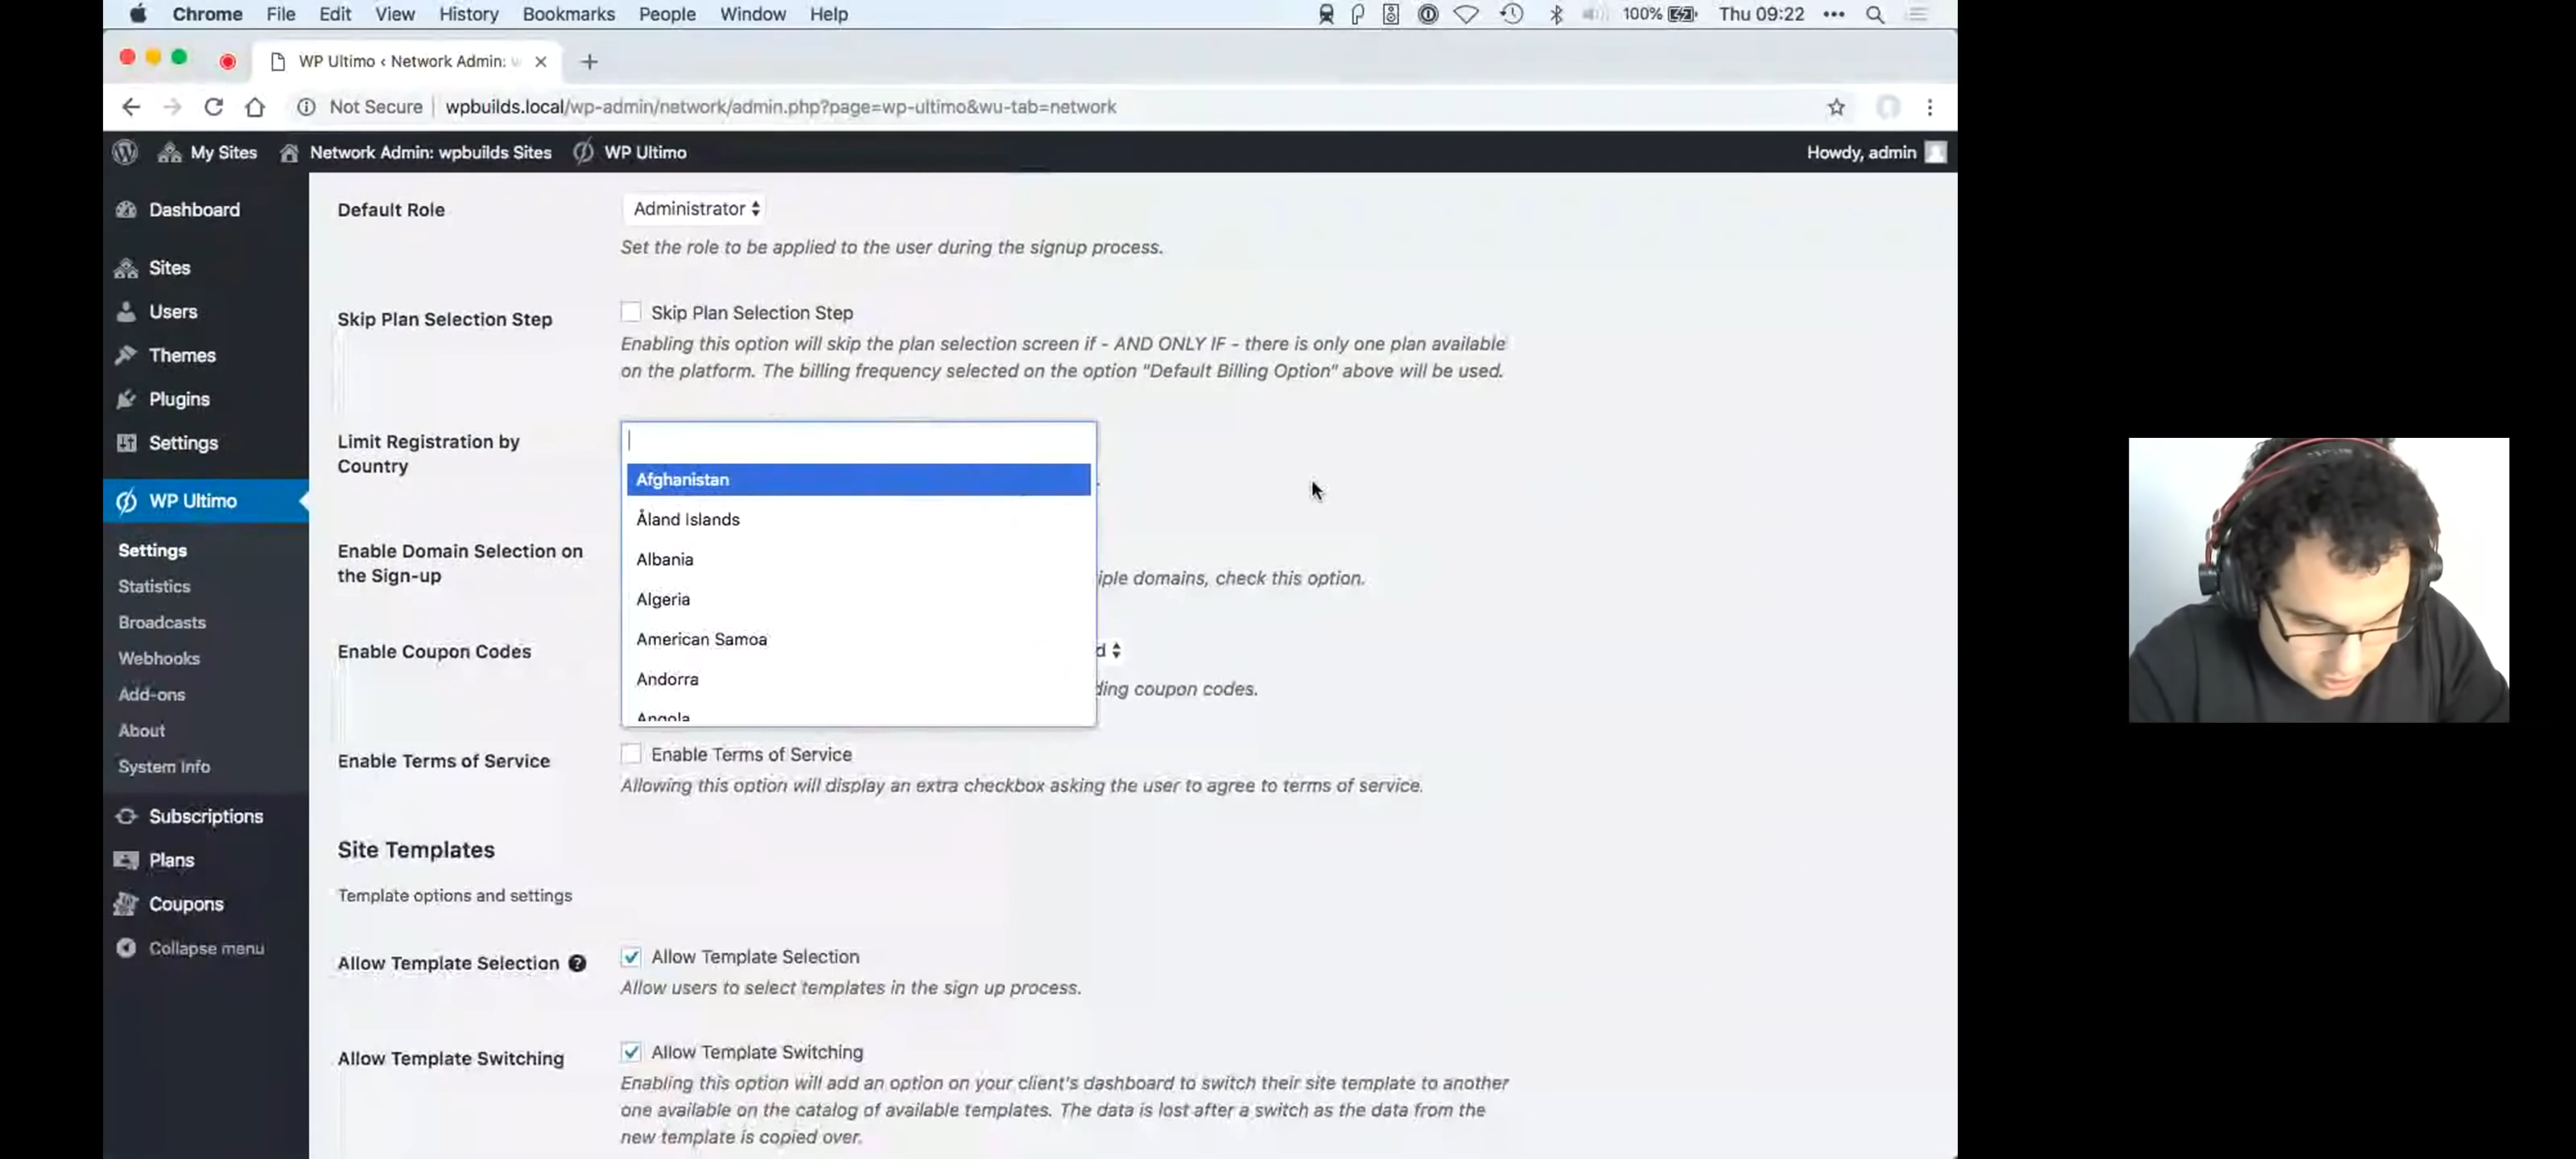 Chrome File Edit View History Bookmarks People Window Help 100% Thu 09:22
WP Ultimo ‹ Network Admin:
Not Secure | wpbuilds.local/wp-admin/network/admin.php?page=wp-ultimo&wu-tab=network
My Sites Network Admin: wpbuilds Sites WP Ultimo Howdy, admin
Dashboard
Sites
Users
Themes
Plugins
Settings
WP Ultimo
Settings
Statistics
Broadcasts
Webhooks
Add-ons
About
System Info
Subscriptions
Plans
Coupons
Collapse menu
Default Role
Administrator
Set the role to be applied to the user during the signup process.
Skip Plan Selection Step
Skip Plan Selection Step
Enabling this option will skip the plan selection screen if - AND ONLY IF - there is only one plan available
on the platform. The billing frequency selected on the option "Default Billing Option" above will be used.
Limit Registration by
Country
Afghanistan
Åland Islands
Albania
Algeria
American Samoa
Andorra
Angola
Enable Domain Selection on
the Sign-up
iple domains, check this option.
Enable Coupon Codes
d
ding coupon codes.
Enable Terms of Service
Enable Terms of Service
Allowing this option will display an extra checkbox asking the user to agree to terms of service.
Site Templates
Template options and settings
Allow Template Selection ?
Allow Template Selection
Allow users to select templates in the sign up process.
Allow Template Switching
Allow Template Switching
Enabling this option will add an option on your client's dashboard to switch their site template to another
one available on the catalog of available templates. The data is lost after a switch as the data from the
new template is copied over.